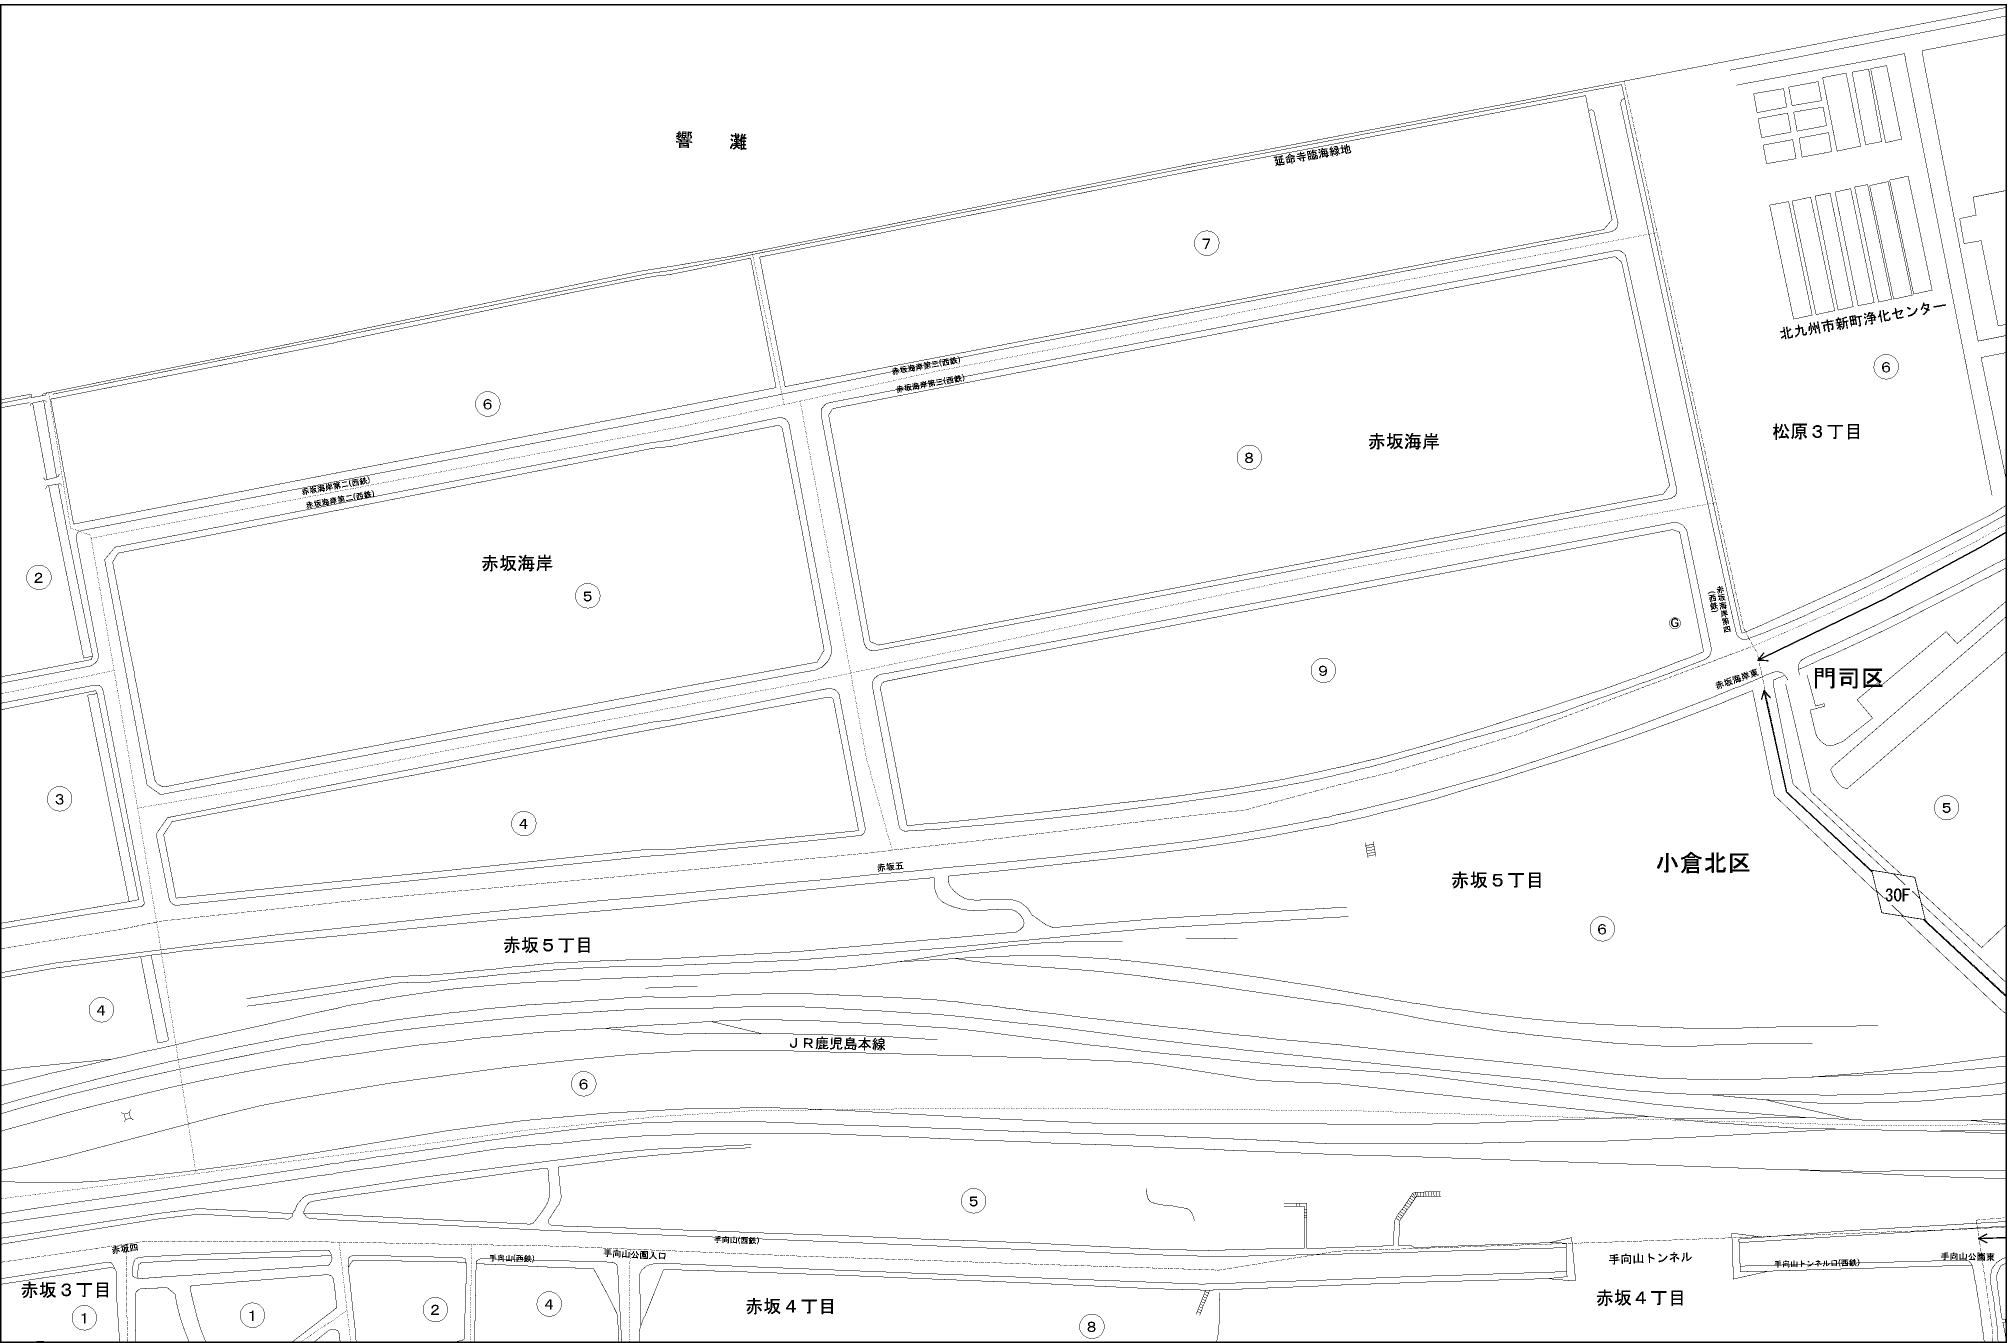 響　灘
延命寺臨海緑地
⑦
北九州市新町浄化センター
⑥
赤坂海岸第三(西鉄)
赤坂海岸第三(西鉄)
⑥
松原３丁目
赤坂海岸
⑧
赤坂海岸第二(西鉄)
赤坂海岸第二(西鉄)
赤坂海岸
②
⑤
赤坂海岸第四
(西鉄)
G
⑨
赤坂海岸東
門司区
③
④
⑤
赤坂五
小倉北区
赤坂５丁目
30F
⑥
赤坂５丁目
④
ＪＲ鹿児島本線
⑥
⑤
赤坂四
手向山(西鉄)
手向山(西鉄)
手向山公園入口
手向山トンネル
手向山トンネル口(西鉄)
手向山公園東
赤坂３丁目
①
①
②
④
赤坂４丁目
⑧
赤坂４丁目